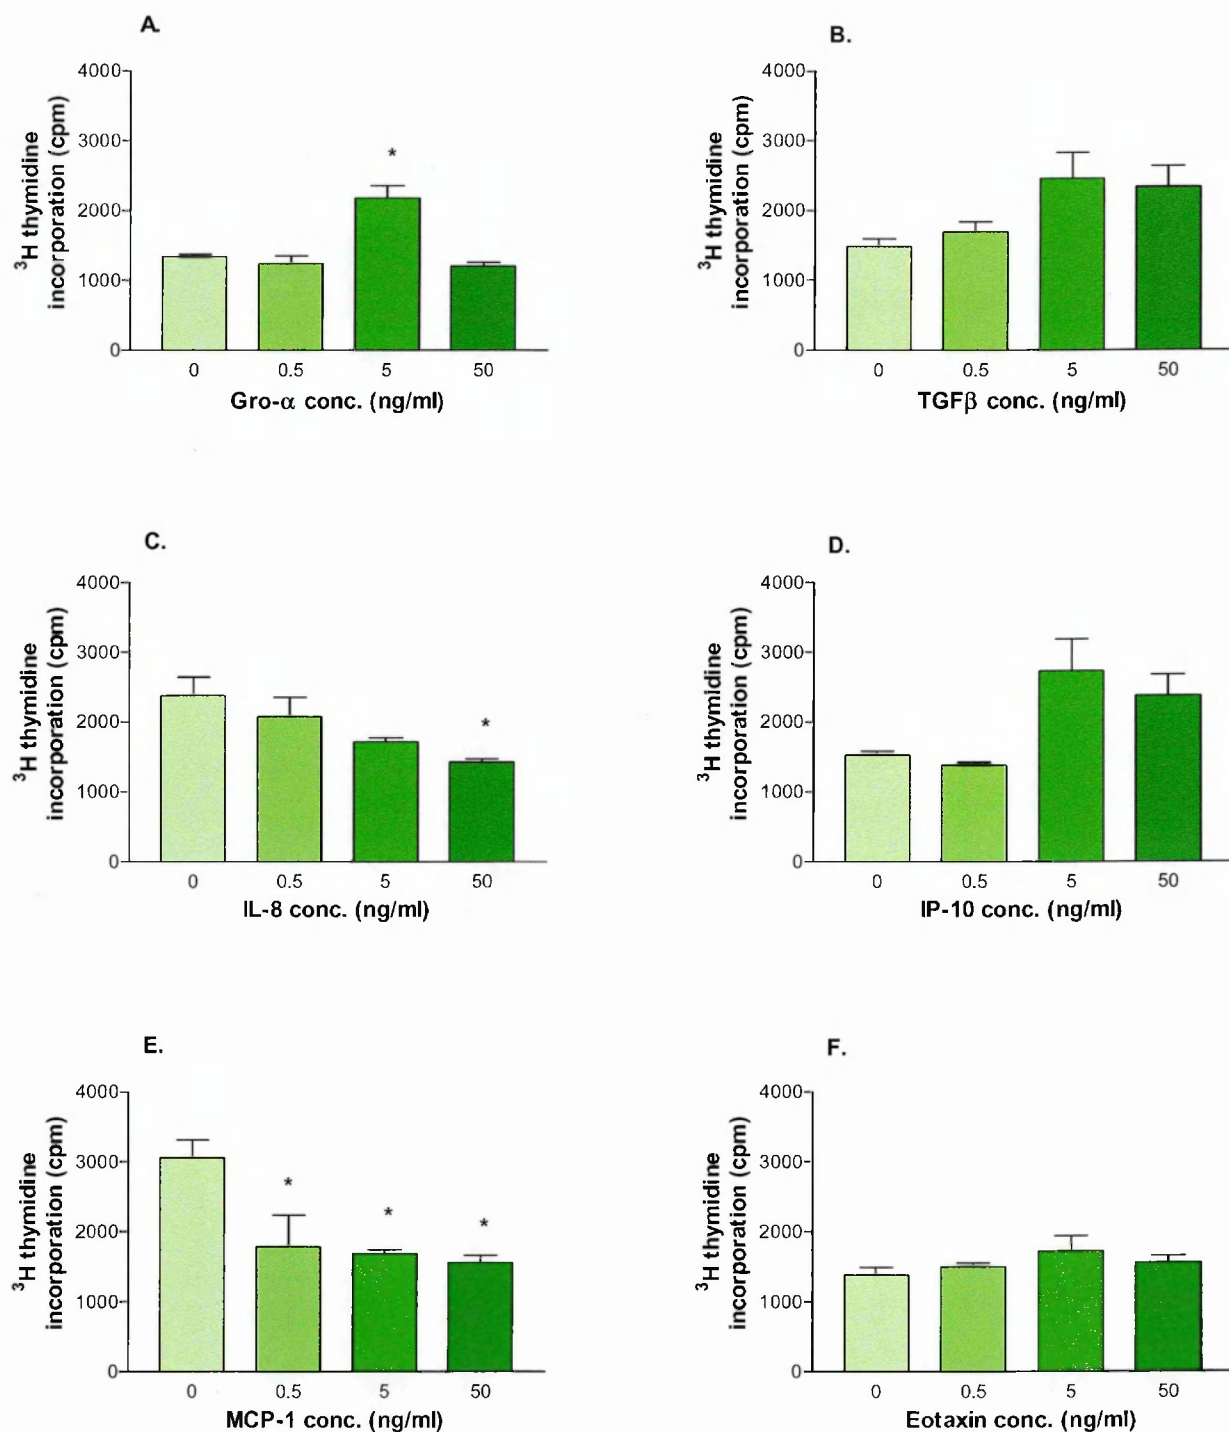 A.
4000
3000
2000
1000
0
³H thymidine
incorporation (cpm)
*
0 0.5 5 50
Gro-α conc. (ng/ml)
B.
4000
3000
2000
1000
0
³H thymidine
incorporation (cpm)
0 0.5 5 50
TGFβ conc. (ng/ml)
C.
4000
3000
2000
1000
0
³H thymidine
incorporation (cpm)
*
0 0.5 5 50
IL-8 conc. (ng/ml)
D.
4000
3000
2000
1000
0
³H thymidine
incorporation (cpm)
0 0.5 5 50
IP-10 conc. (ng/ml)
E.
4000
3000
2000
1000
0
³H thymidine
incorporation (cpm)
* * *
0 0.5 5 50
MCP-1 conc. (ng/ml)
F.
4000
3000
2000
1000
0
³H thymidine
incorporation (cpm)
0 0.5 5 50
Eotaxin conc. (ng/ml)